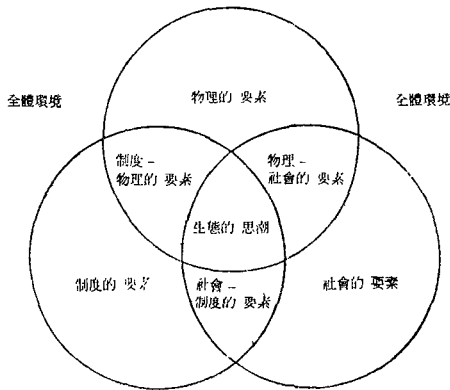 物理的 要素
全體環境
全體環境
制度－
物理的 要素
物理－
社會的 要素
生態的 思潮
制度的 要素
社會－
制度的 要素
社會的 要素